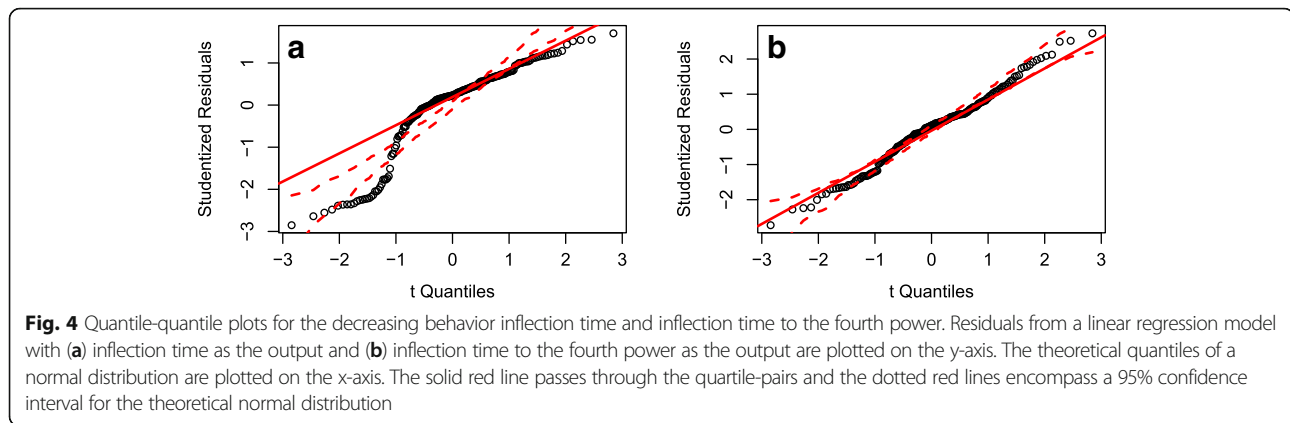 a
Studentized Residuals
1
0
−1
−2
−3
−3 −2 −1 0 1 2 3
t Quantiles
b
Studentized Residuals
2
1
0
−1
−2
−3 −2 −1 0 1 2 3
t Quantiles
Fig. 4 Quantile-quantile plots for the decreasing behavior inflection time and inflection time to the fourth power. Residuals from a linear regression model
with (a) inflection time as the output and (b) inflection time to the fourth power as the output are plotted on the y-axis. The theoretical quantiles of a
normal distribution are plotted on the x-axis. The solid red line passes through the quartile-pairs and the dotted red lines encompass a 95% confidence
interval for the theoretical normal distribution